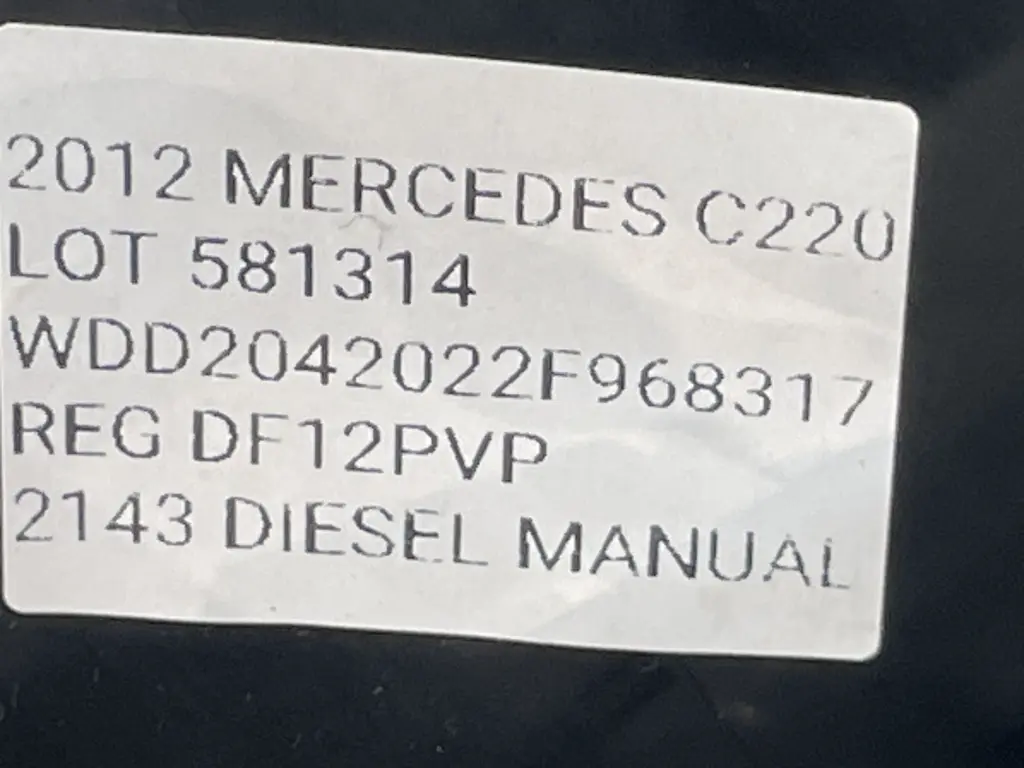 2012 MERCEDES C220
LOT 581314
WDD2042022F968317
REG DF12PVP
2143 DIESEL MANUAL